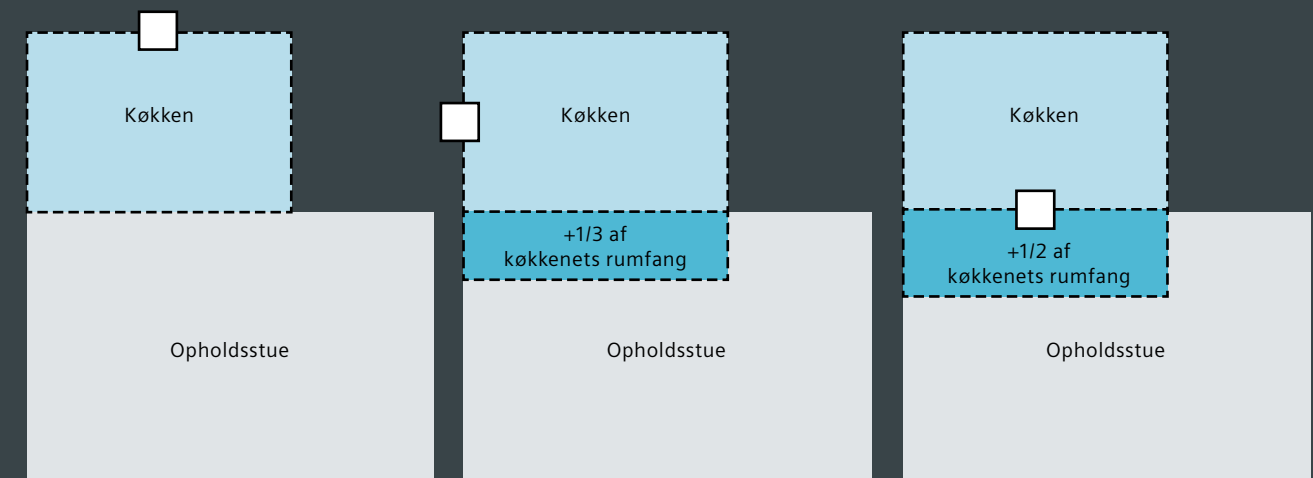 Køkken
Køkken
Køkken
+1/3 af
køkkenets rumfang
+1/2 af
køkkenets rumfang
Opholdsstue
Opholdsstue
Opholdsstue